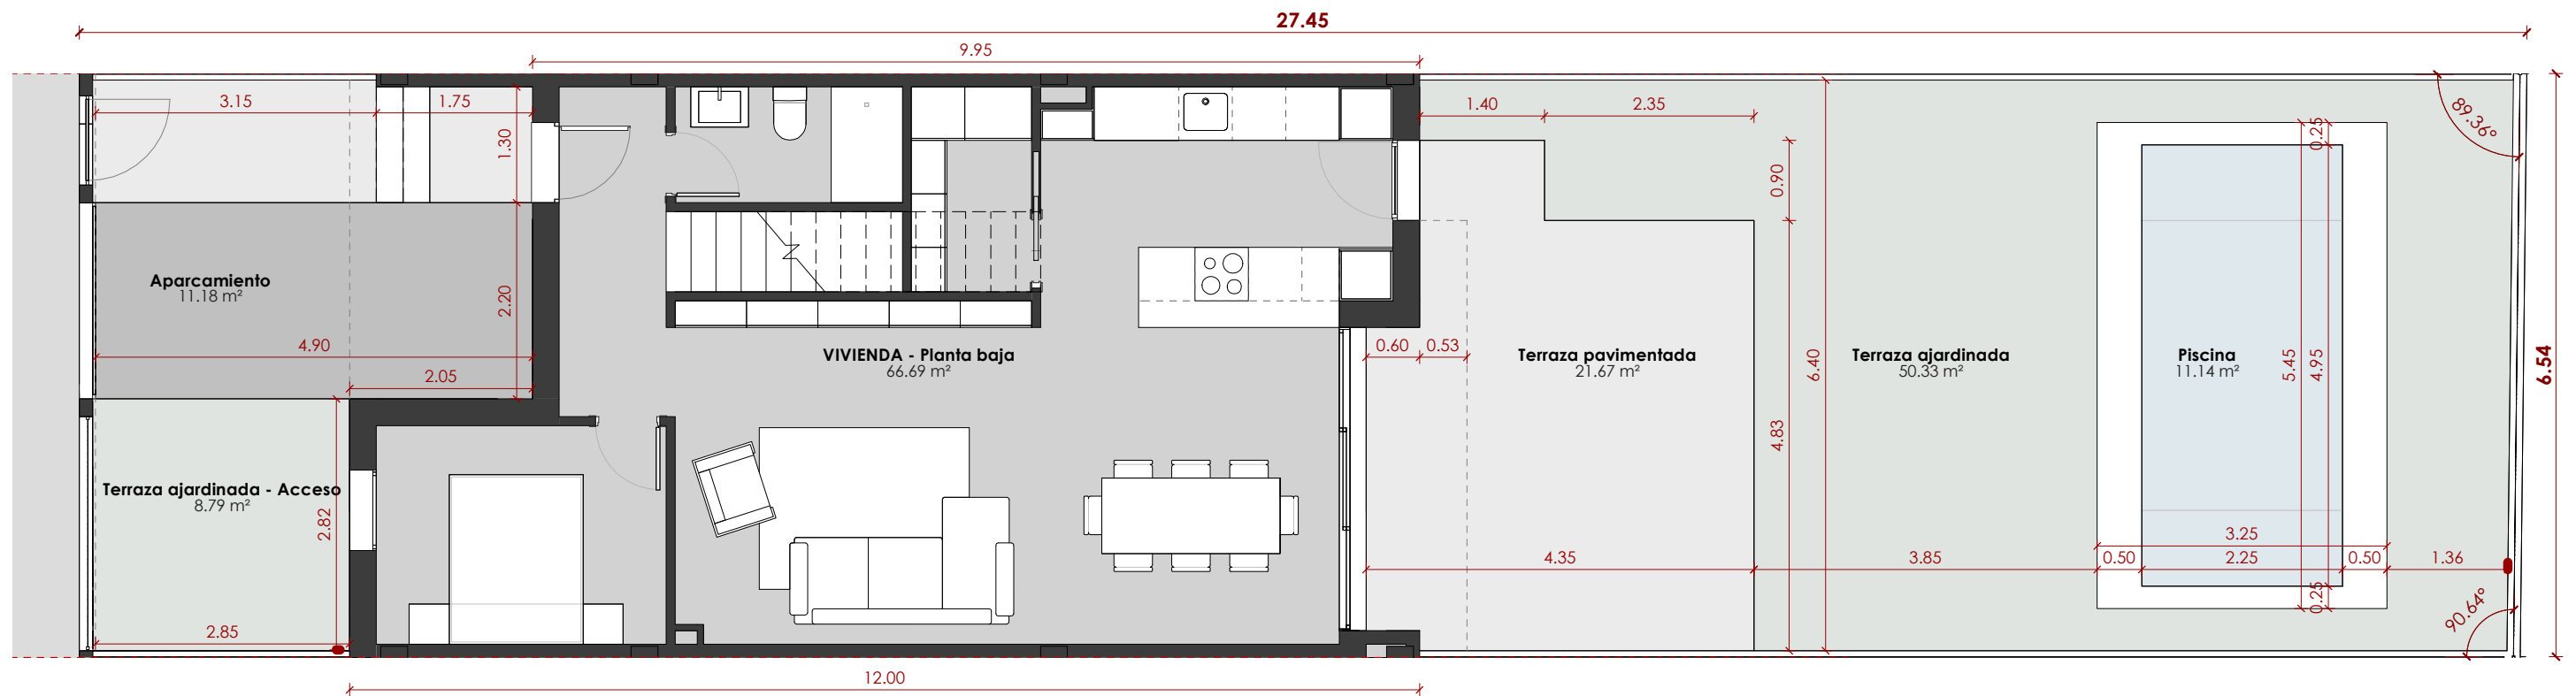 27.45
9.95
3.15
1.75
1.30
1.40
2.35
89.36°
0.25
0.90
Aparcamiento
11.18 m²
2.20
4.90
2.05
VIVIENDA - Planta baja
66.69 m²
0.60
0.53
Terraza pavimentada
21.67 m²
6.40
Terraza ajardinada
50.33 m²
Piscina
11.14 m²
5.45
4.95
6.54
4.83
Terraza ajardinada - Acceso
8.79 m²
2.82
3.25
4.35
3.85
0.50
2.25
0.50
1.36
0.25
90.64°
2.85
12.00